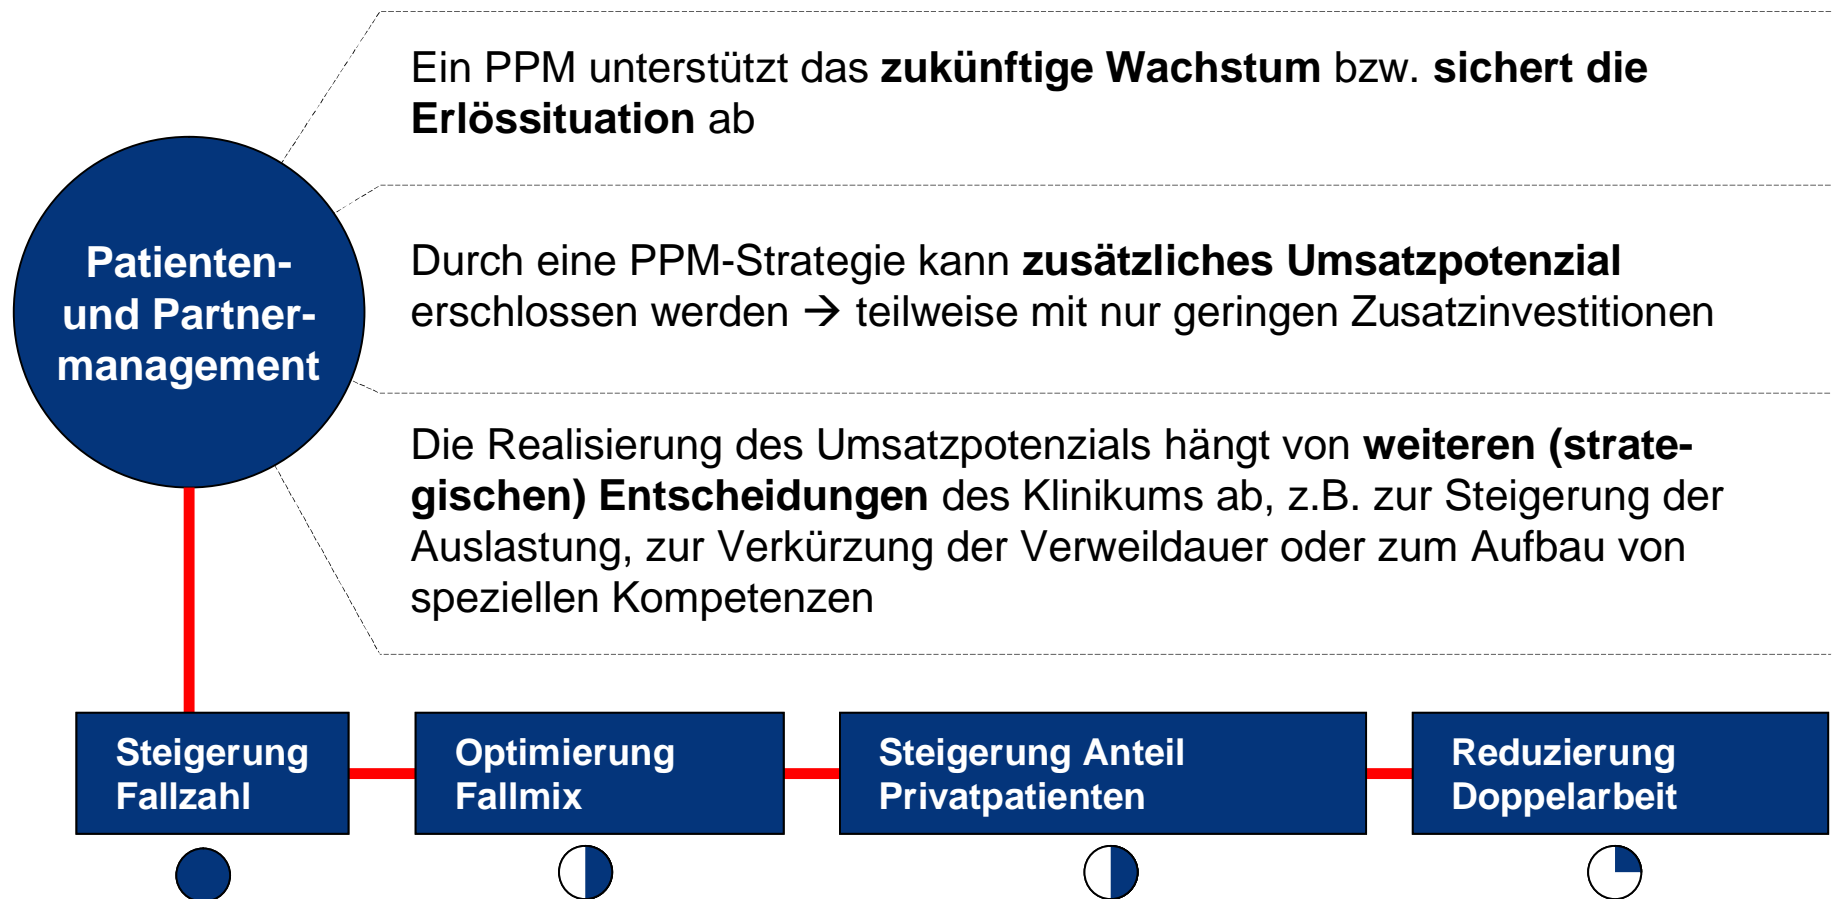 Ein PPM unterstützt das zukünftige Wachstum bzw. sichert die
Erlössituation ab
Patienten-
und Partner-
management
Durch eine PPM-Strategie kann zusätzliches Umsatzpotenzial
erschlossen werden → teilweise mit nur geringen Zusatzinvestitionen
Die Realisierung des Umsatzpotenzials hängt von weiteren (strate-
gischen) Entscheidungen des Klinikums ab, z.B. zur Steigerung der
Auslastung, zur Verkürzung der Verweildauer oder zum Aufbau von
speziellen Kompetenzen
Steigerung
Fallzahl
Optimierung
Fallmix
Steigerung Anteil
Privatpatienten
Reduzierung
Doppelarbeit